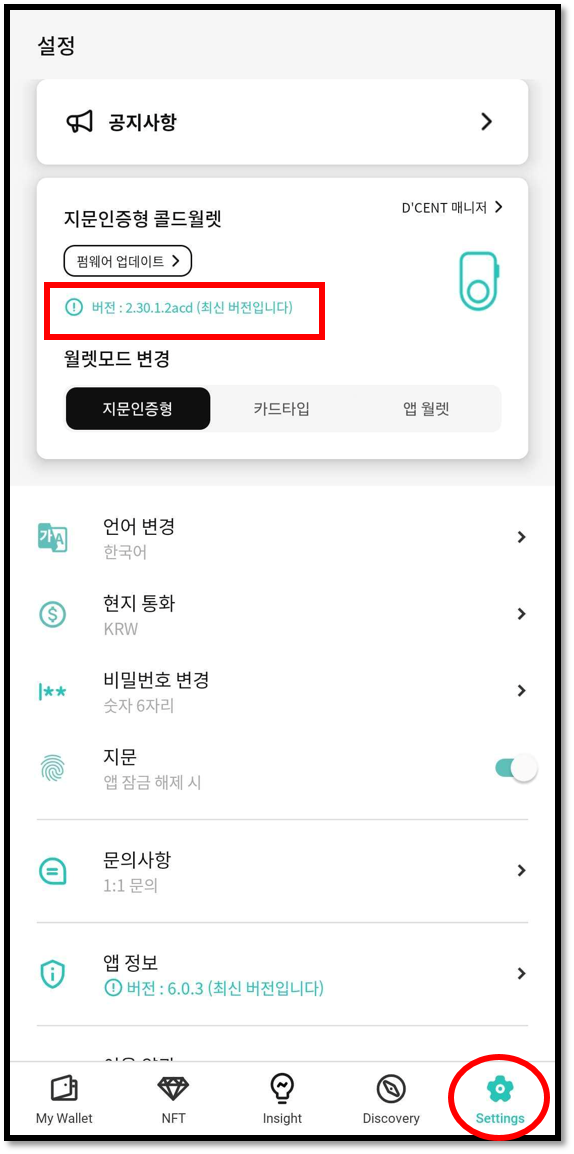 설정
공지사항
D'CENT 매니저
지문인증형 콜드월렛
펌웨어 업데이트
버전 : 2.30.1.2acd (최신 버전입니다)
월렛모드 변경
지문인증형 카드타입 앱 월렛
언어 변경
한국어
현지 통화
KRW
비밀번호 변경
숫자 6자리
지문
앱 잠금 해제 시
문의사항
1:1 문의
앱 정보
버전 : 6.0.3 (최신 버전입니다)
My Wallet NFT Insight Discovery Settings